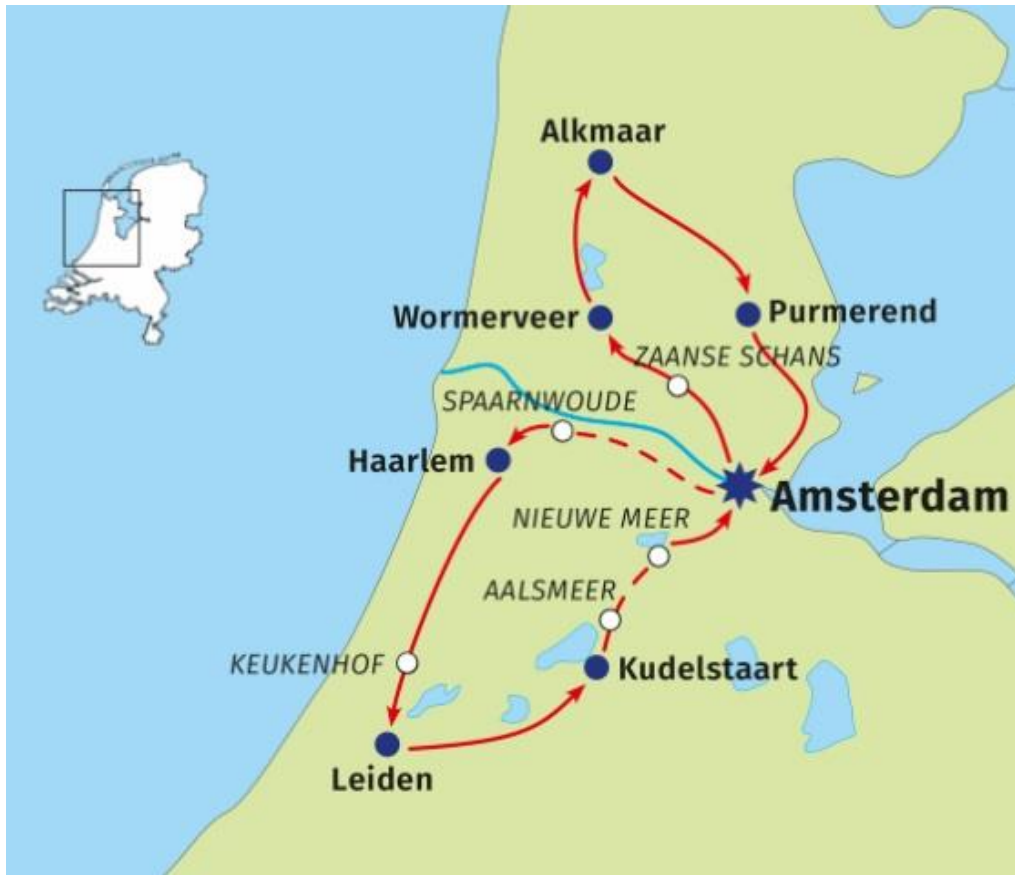 Alkmaar
Wormerveer
Purmerend
ZAANSE SCHANS
SPAARNWOUDE
Haarlem
Amsterdam
NIEUWE MEER
AALSMEER
KEUKENHOF
Kudelstaart
Leiden